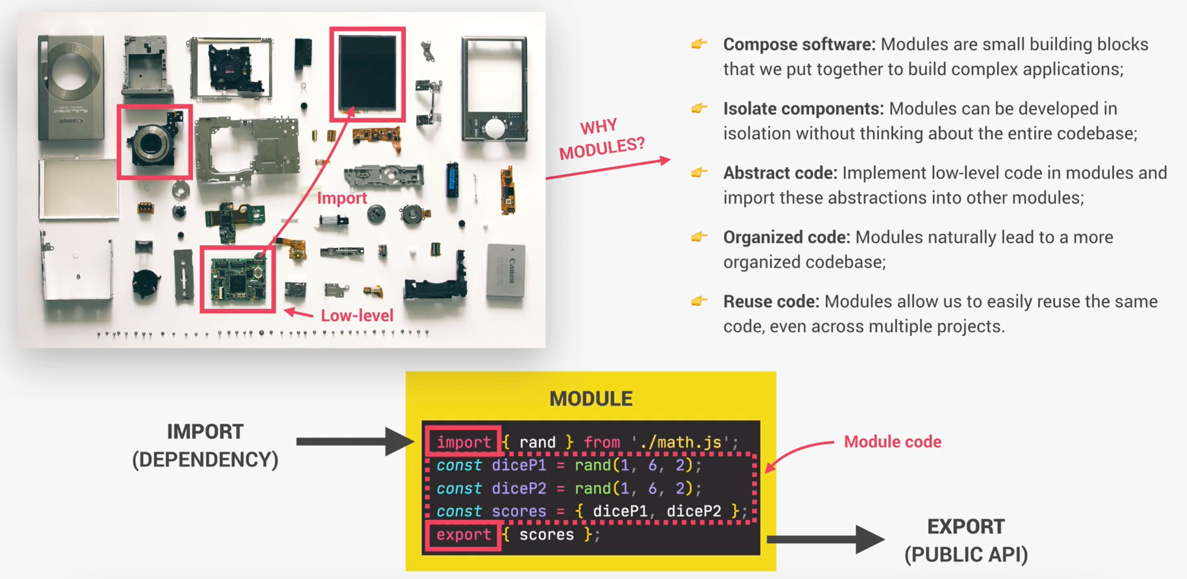 WHY
MODULES?
Import
Low-level
Canon
Canon
👉 Compose software: Modules are small building blocks
that we put together to build complex applications;
👉 Isolate components: Modules can be developed in
isolation without thinking about the entire codebase;
👉 Abstract code: Implement low-level code in modules and
import these abstractions into other modules;
👉 Organized code: Modules naturally lead to a more
organized codebase;
👉 Reuse code: Modules allow us to easily reuse the same
code, even across multiple projects.
IMPORT
(DEPENDENCY)
MODULE
import { rand } from './math.js';
const diceP1 = rand(1, 6, 2);
const diceP2 = rand(1, 6, 2);
const scores = { diceP1, diceP2 };
export { scores };
Module code
EXPORT
(PUBLIC API)